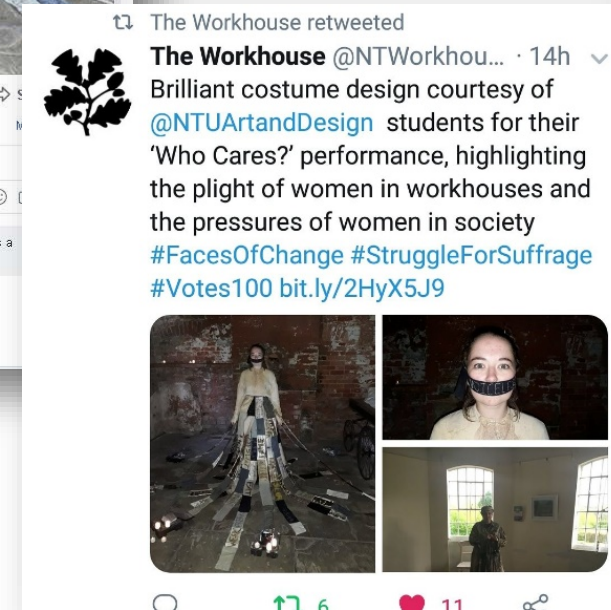 The Workhouse retweeted
The Workhouse @NTWorkhou... · 14h
Brilliant costume design courtesy of
@NTUArtandDesign students for their
‘Who Cares?’ performance, highlighting
the plight of women in workhouses and
the pressures of women in society
#FacesOfChange #StruggleForSuffrage
#Votes100 bit.ly/2HyX5J9
6 11